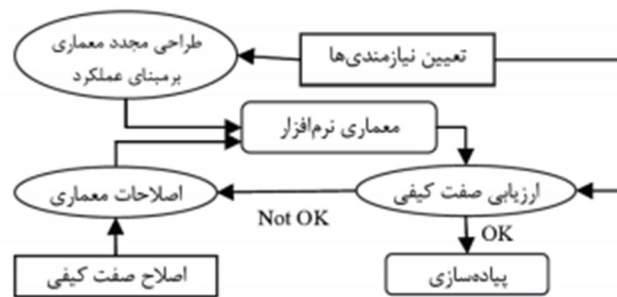 تعیین نیازمندی‌ها
طراحی مجدد معماری
برمبنای عملکرد
معماری نرم‌افزار
ارزیابی صفت کیفی
اصلاحات معماری
Not OK
OK
پیاده‌سازی
اصلاح صفت کیفی